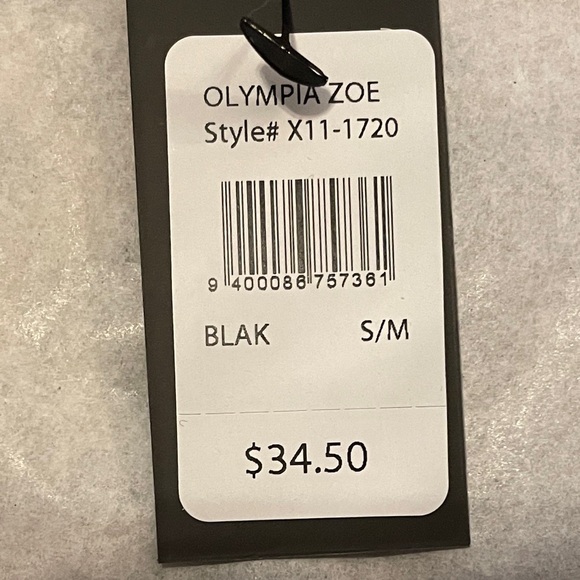 OLYMPIA ZOE
Style# X11-1720
9 400086 757361
BLAK S/M
$34.50